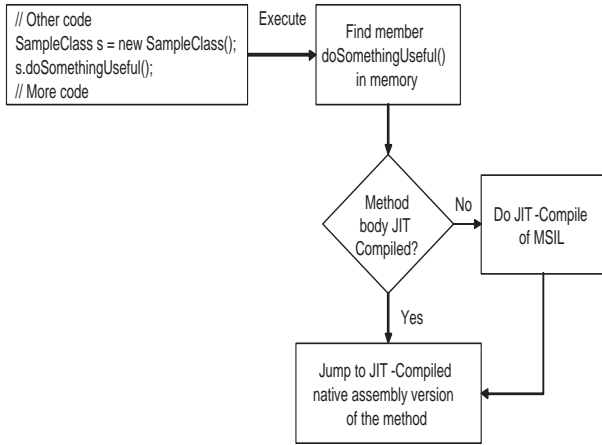 // Other code
SampleClass s = new SampleClass();
s.doSomethingUseful();
// More code
Execute
Find member
doSomethingUseful()
in memory
Method
body JIT
Compiled?
No
Do JIT -Compile
of MSIL
Yes
Jump to JIT -Compiled
native assembly version
of the method